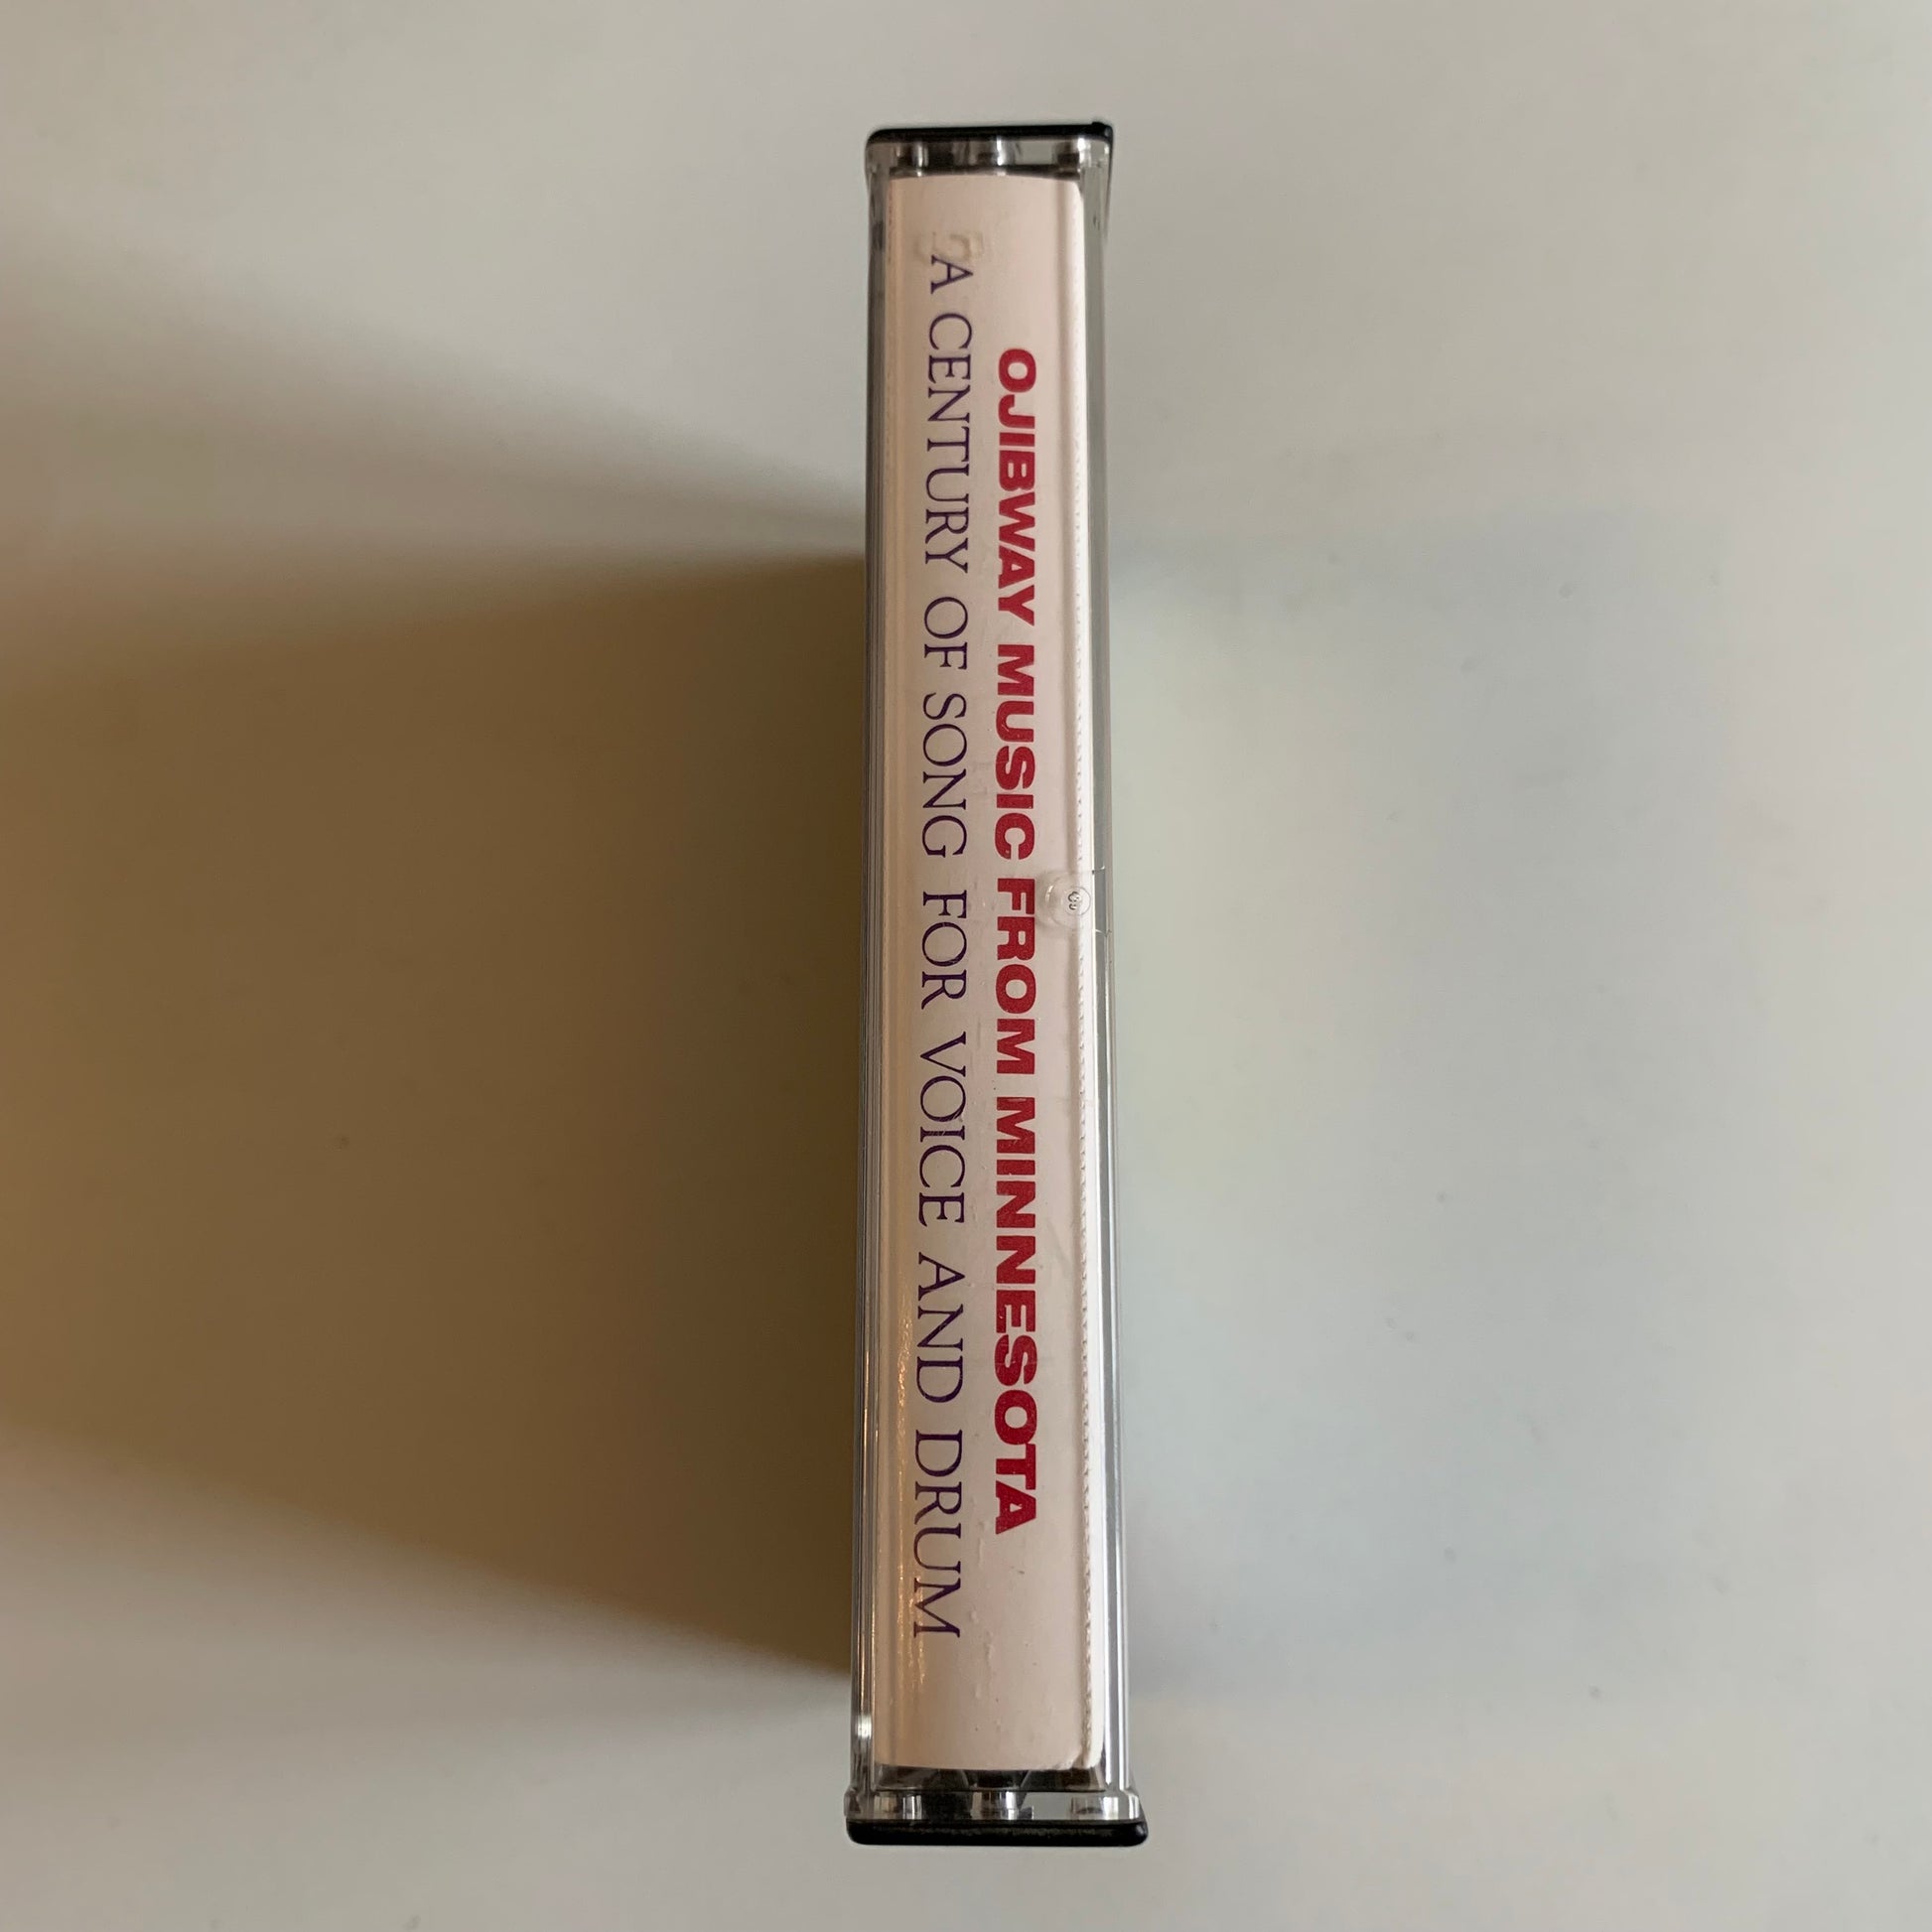 OJIBWAY MUSIC FROM MINNESOTA
A CENTURY OF SONG FOR VOICE AND DRUM